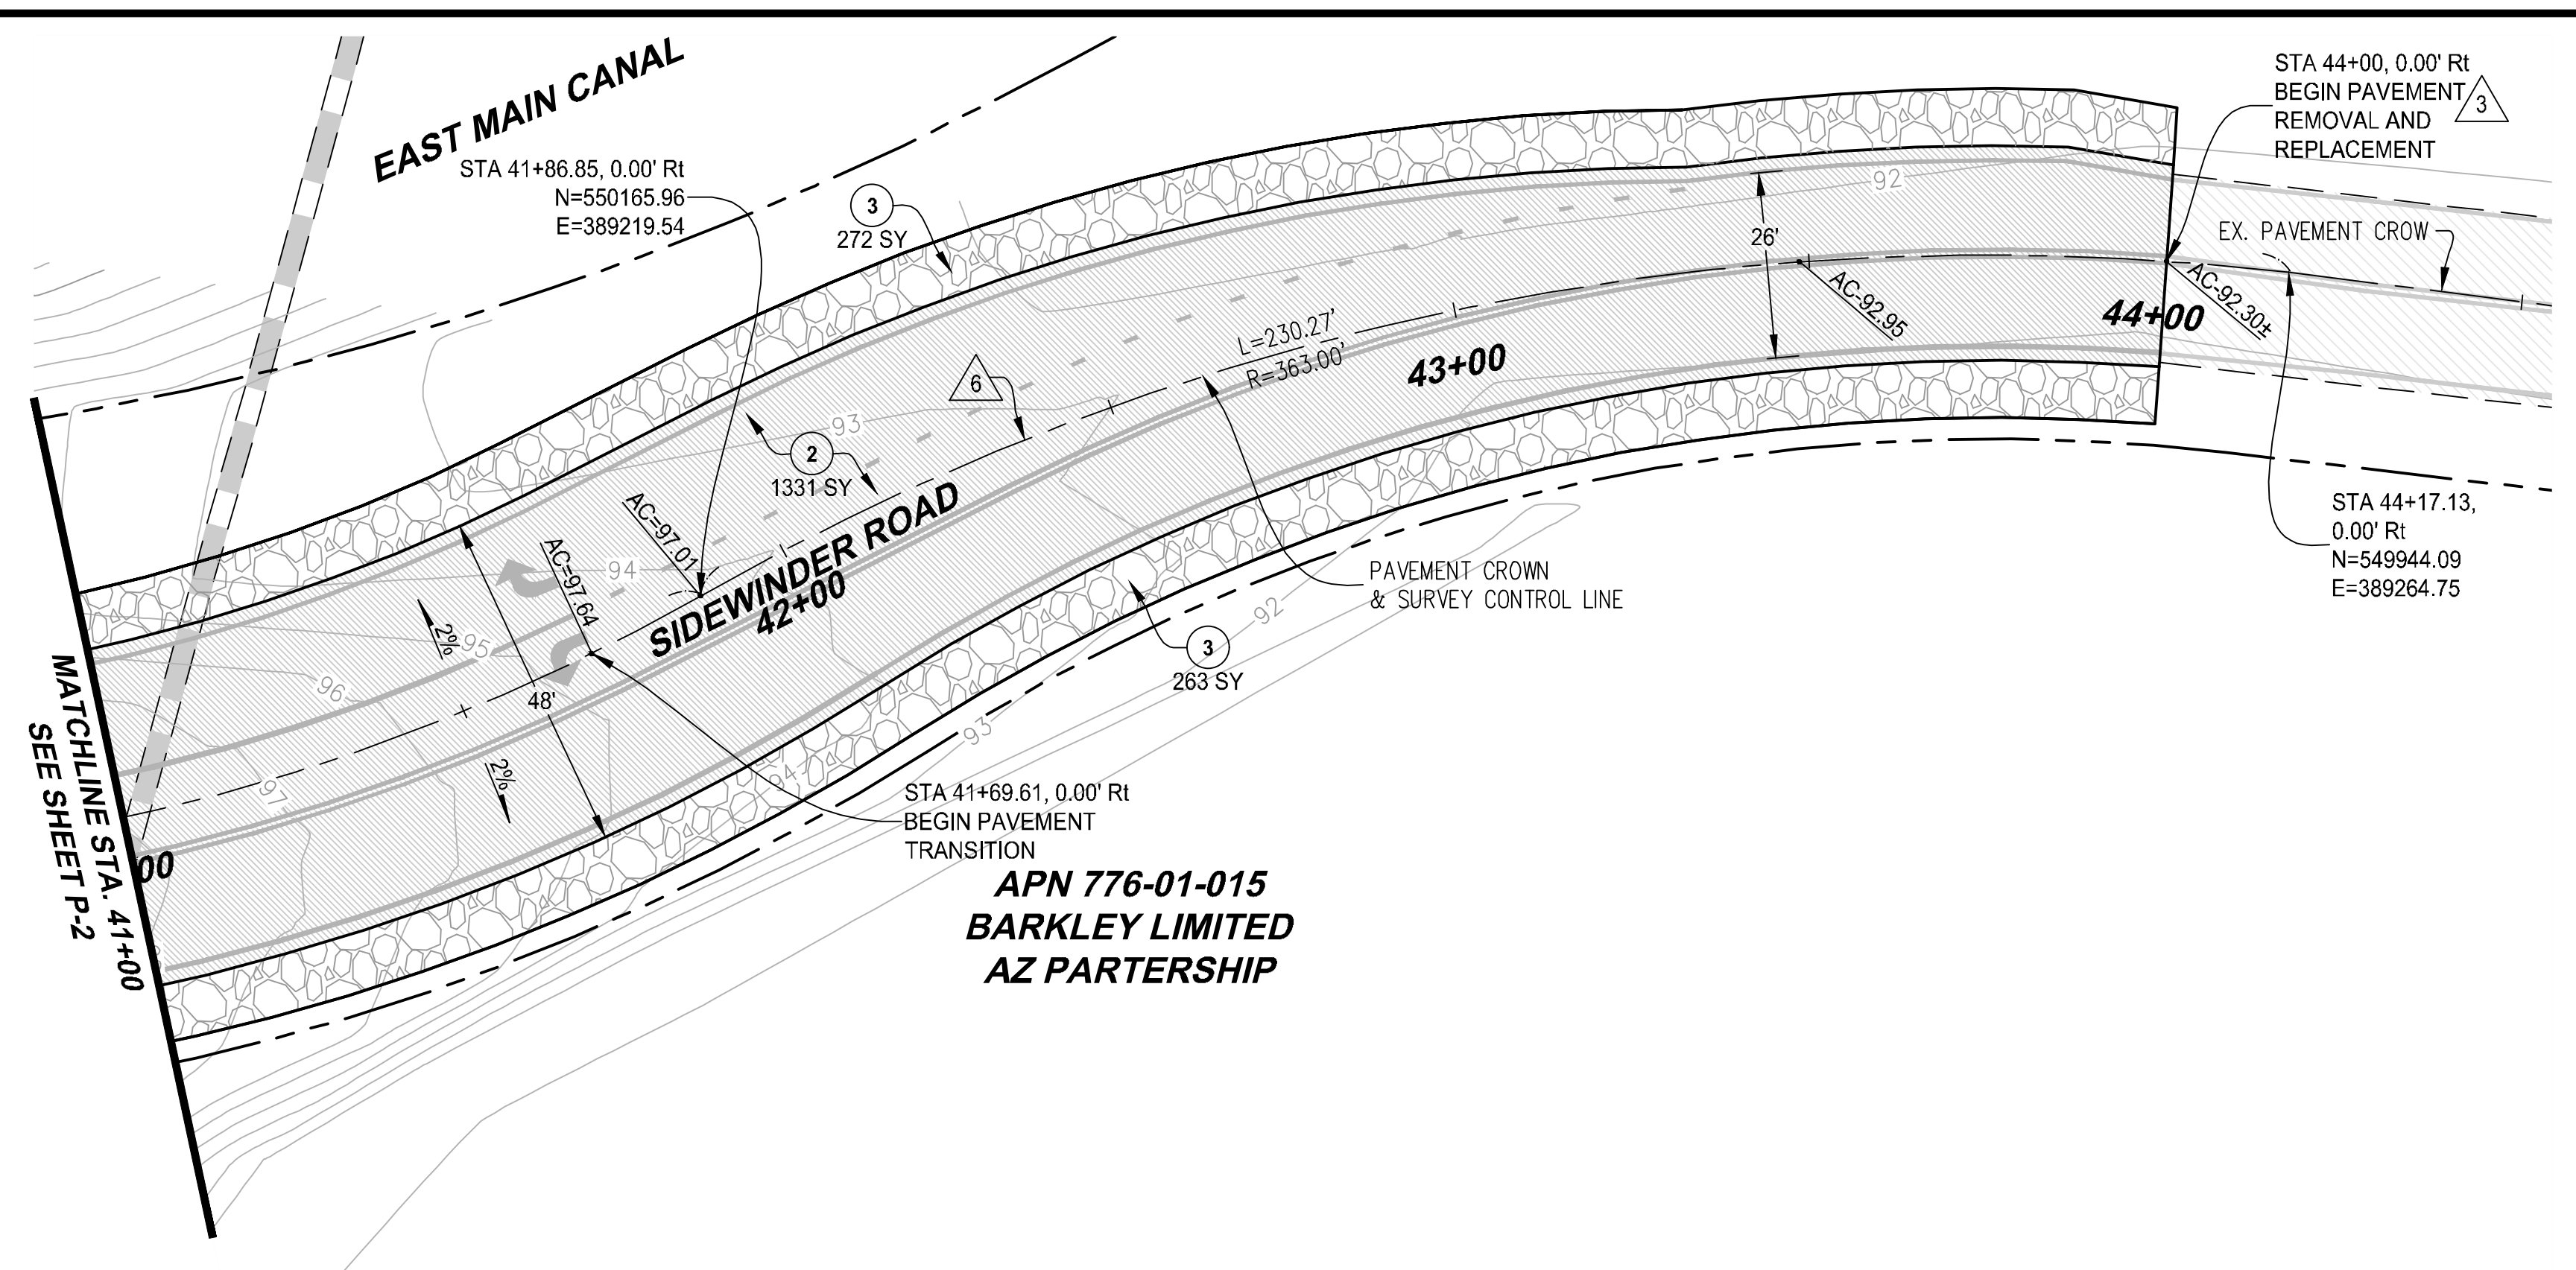 EAST MAIN CANAL
STA 41+86.85, 0.00' Rt
N=550165.96
E=389219.54
3
272 SY
STA 44+00, 0.00' Rt
BEGIN PAVEMENT
REMOVAL AND
REPLACEMENT
3
92
26'
EX. PAVEMENT CROW
AC-92.95
44+00
AC-92.30±
L=230.27'
R=363.00'
43+00
6
93
2
1331 SY
AC=97.01
AC=97.64
94
SIDEWINDER ROAD
42+00
2%
95
96
48'
2%
97
94
93
92
PAVEMENT CROWN
& SURVEY CONTROL LINE
3
263 SY
STA 44+17.13,
0.00' Rt
N=549944.09
E=389264.75
MATCHLINE STA. 41+00
SEE SHEET P-2
00
STA 41+69.61, 0.00' Rt
BEGIN PAVEMENT
TRANSITION
APN 776-01-015
BARKLEY LIMITED
AZ PARTERSHIP